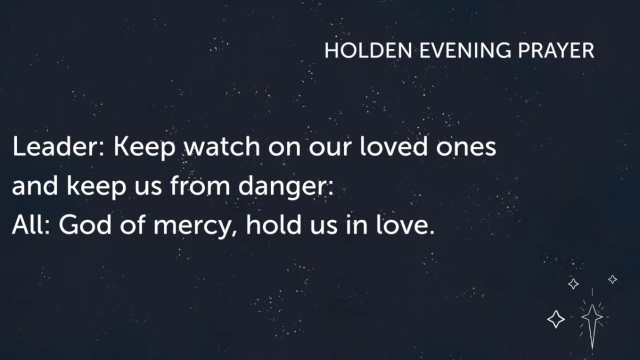 HOLDEN EVENING PRAYER
Leader: Keep watch on our loved ones
and keep us from danger:
All: God of mercy, hold us in love.